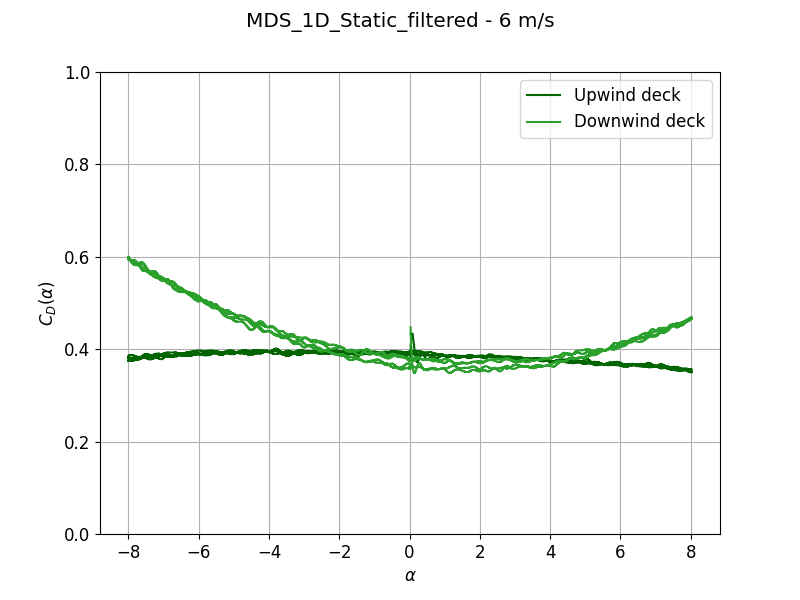 MDS_1D_Static_filtered - 6 m/s
1.0
0.8
0.6
0.4
0.2
0.0
C_D(α)
Upwind deck
Downwind deck
−8 −6 −4 −2 0 2 4 6 8
α